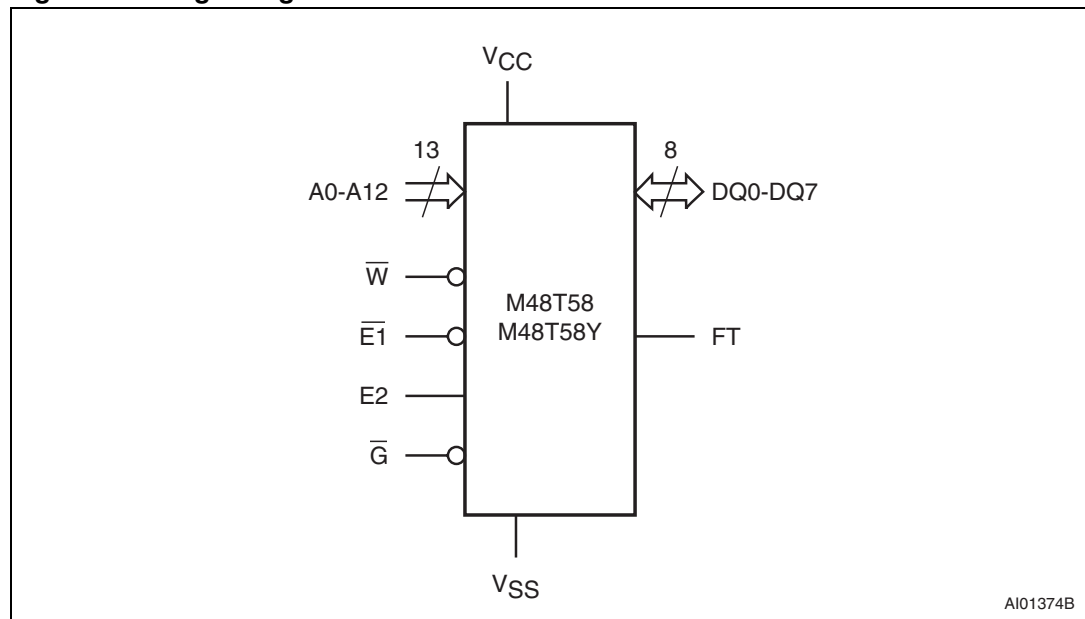 VCC
13
8
A0-A12
DQ0-DQ7
W
M48T58
E1
M48T58Y
FT
E2
G
VSS
AI01374B